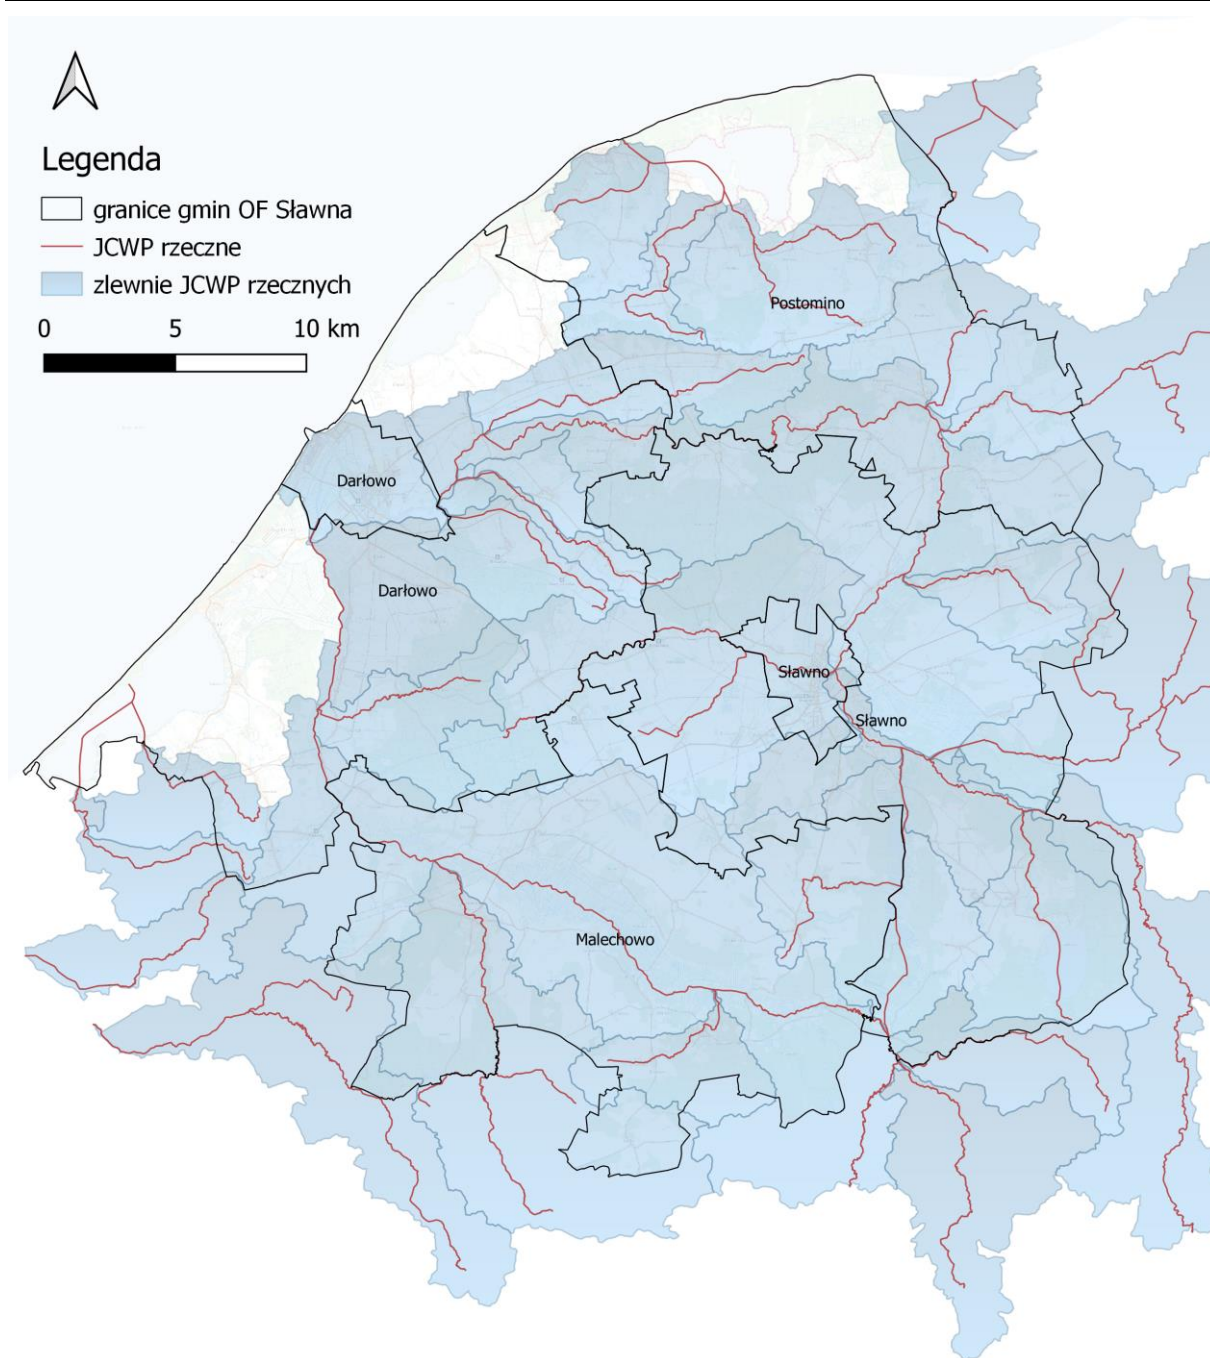 Legenda
granice gmin OF Sławna
JCWP rzeczne
zlewnie JCWP rzecznych
0 5 10 km
Postomino
Darłowo
Darłowo
Sławno
Sławno
Malechowo